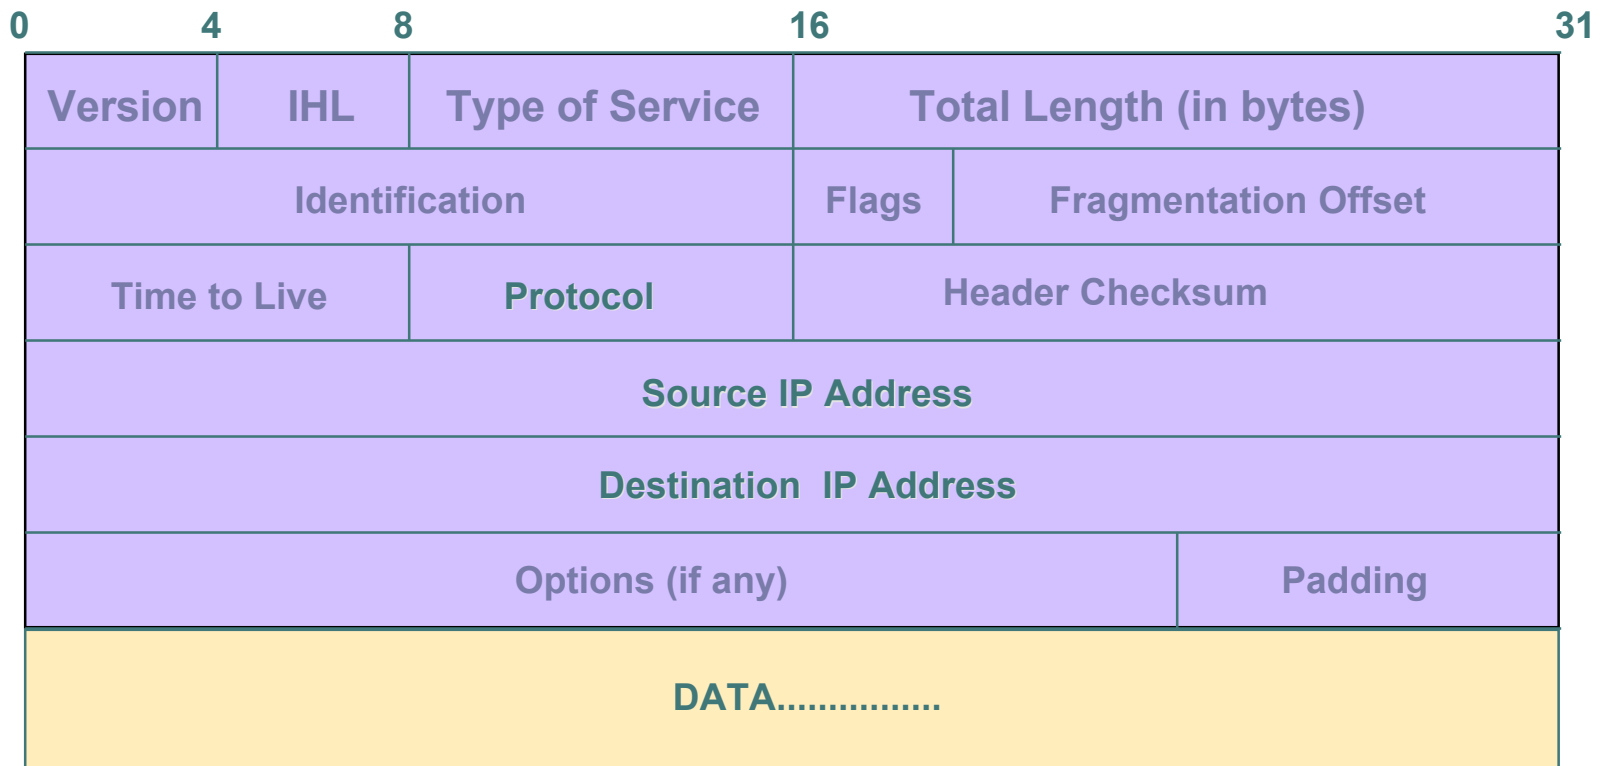 0 4 8 16 31
Version IHL Type of Service Total Length (in bytes)
Identification Flags Fragmentation Offset
Time to Live Protocol Header Checksum
Source IP Address
Destination IP Address
Options (if any) Padding
DATA................